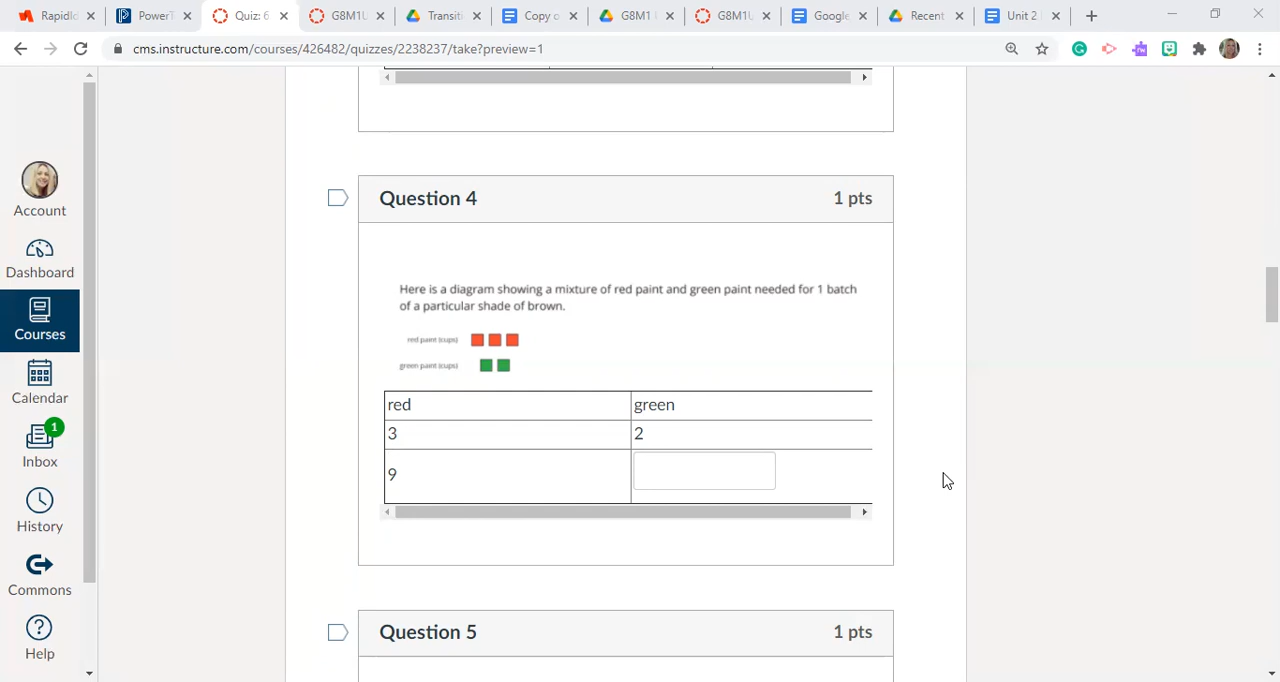 RapidId
PowerT
Quiz: 6
G8M1U
Transiti
Copy o
G8M1
G8M1U
Google
Recent
Unit 2
cms.instructure.com/courses/426482/quizzes/2238237/take?preview=1
Account
Dashboard
Courses
Calendar
1
Inbox
History
Commons
Help
Question 4 1 pts
Here is a diagram showing a mixture of red paint and green paint needed for 1 batch
of a particular shade of brown.
red paint (cups)
green paint (cups)
red green
3 2
9
Question 5 1 pts